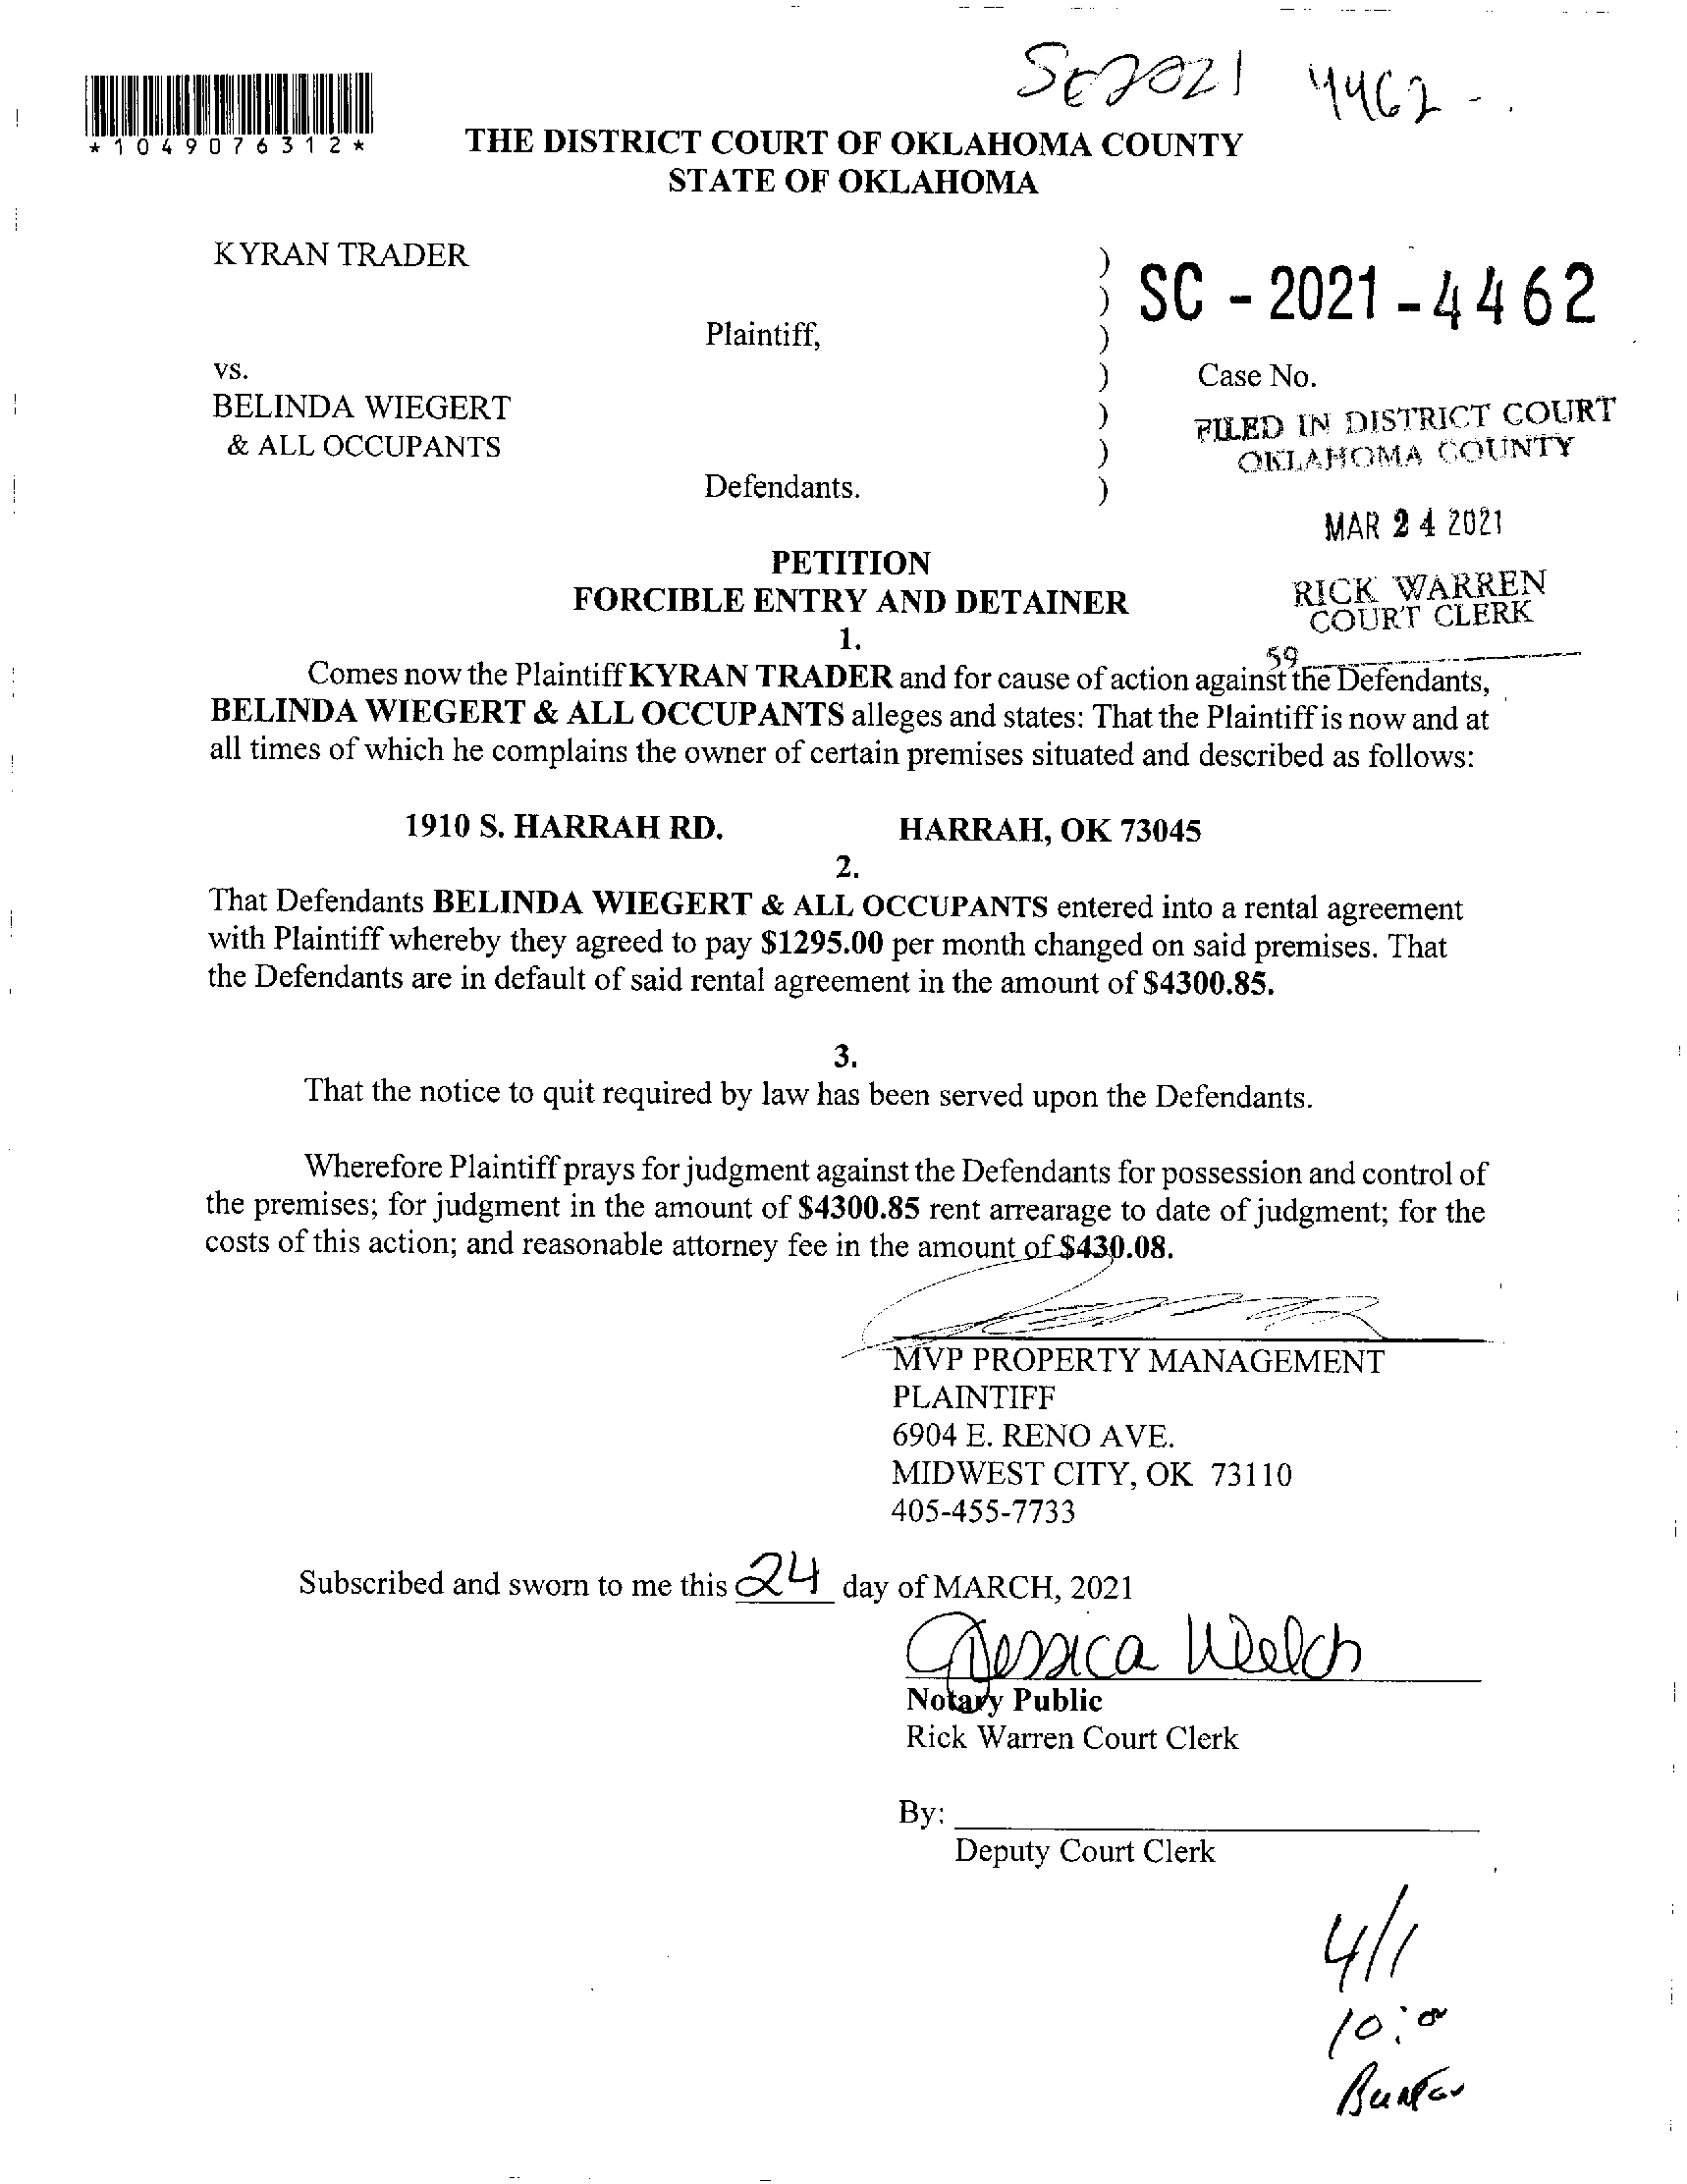 SC2021 4462
*1049076312*
THE DISTRICT COURT OF OKLAHOMA COUNTY
STATE OF OKLAHOMA
KYRAN TRADER )
) SC - 2021 - 4462
Plaintiff, )
vs. ) Case No.
BELINDA WIEGERT )
FILED IN DISTRICT COURT
& ALL OCCUPANTS )
OKLAHOMA COUNTY
Defendants. )
MAR 24 2021
PETITION
FORCIBLE ENTRY AND DETAINER
RICK WARREN
COURT CLERK
1.
59
Comes now the Plaintiff KYRAN TRADER and for cause of action against the Defendants,
BELINDA WIEGERT & ALL OCCUPANTS alleges and states: That the Plaintiff is now and at
all times of which he complains the owner of certain premises situated and described as follows:
1910 S. HARRAH RD. HARRAH, OK 73045
2.
That Defendants BELINDA WIEGERT & ALL OCCUPANTS entered into a rental agreement
with Plaintiff whereby they agreed to pay $1295.00 per month changed on said premises. That
the Defendants are in default of said rental agreement in the amount of $4300.85.
3.
That the notice to quit required by law has been served upon the Defendants.
Wherefore Plaintiff prays for judgment against the Defendants for possession and control of
the premises; for judgment in the amount of $4300.85 rent arrearage to date of judgment; for the
costs of this action; and reasonable attorney fee in the amount of $430.08.
MVP PROPERTY MANAGEMENT
PLAINTIFF
6904 E. RENO AVE.
MIDWEST CITY, OK 73110
405-455-7733
Subscribed and sworn to me this 24 day of MARCH, 2021
Jessica Welch
Notary Public
Rick Warren Court Clerk
By:
Deputy Court Clerk
4/1